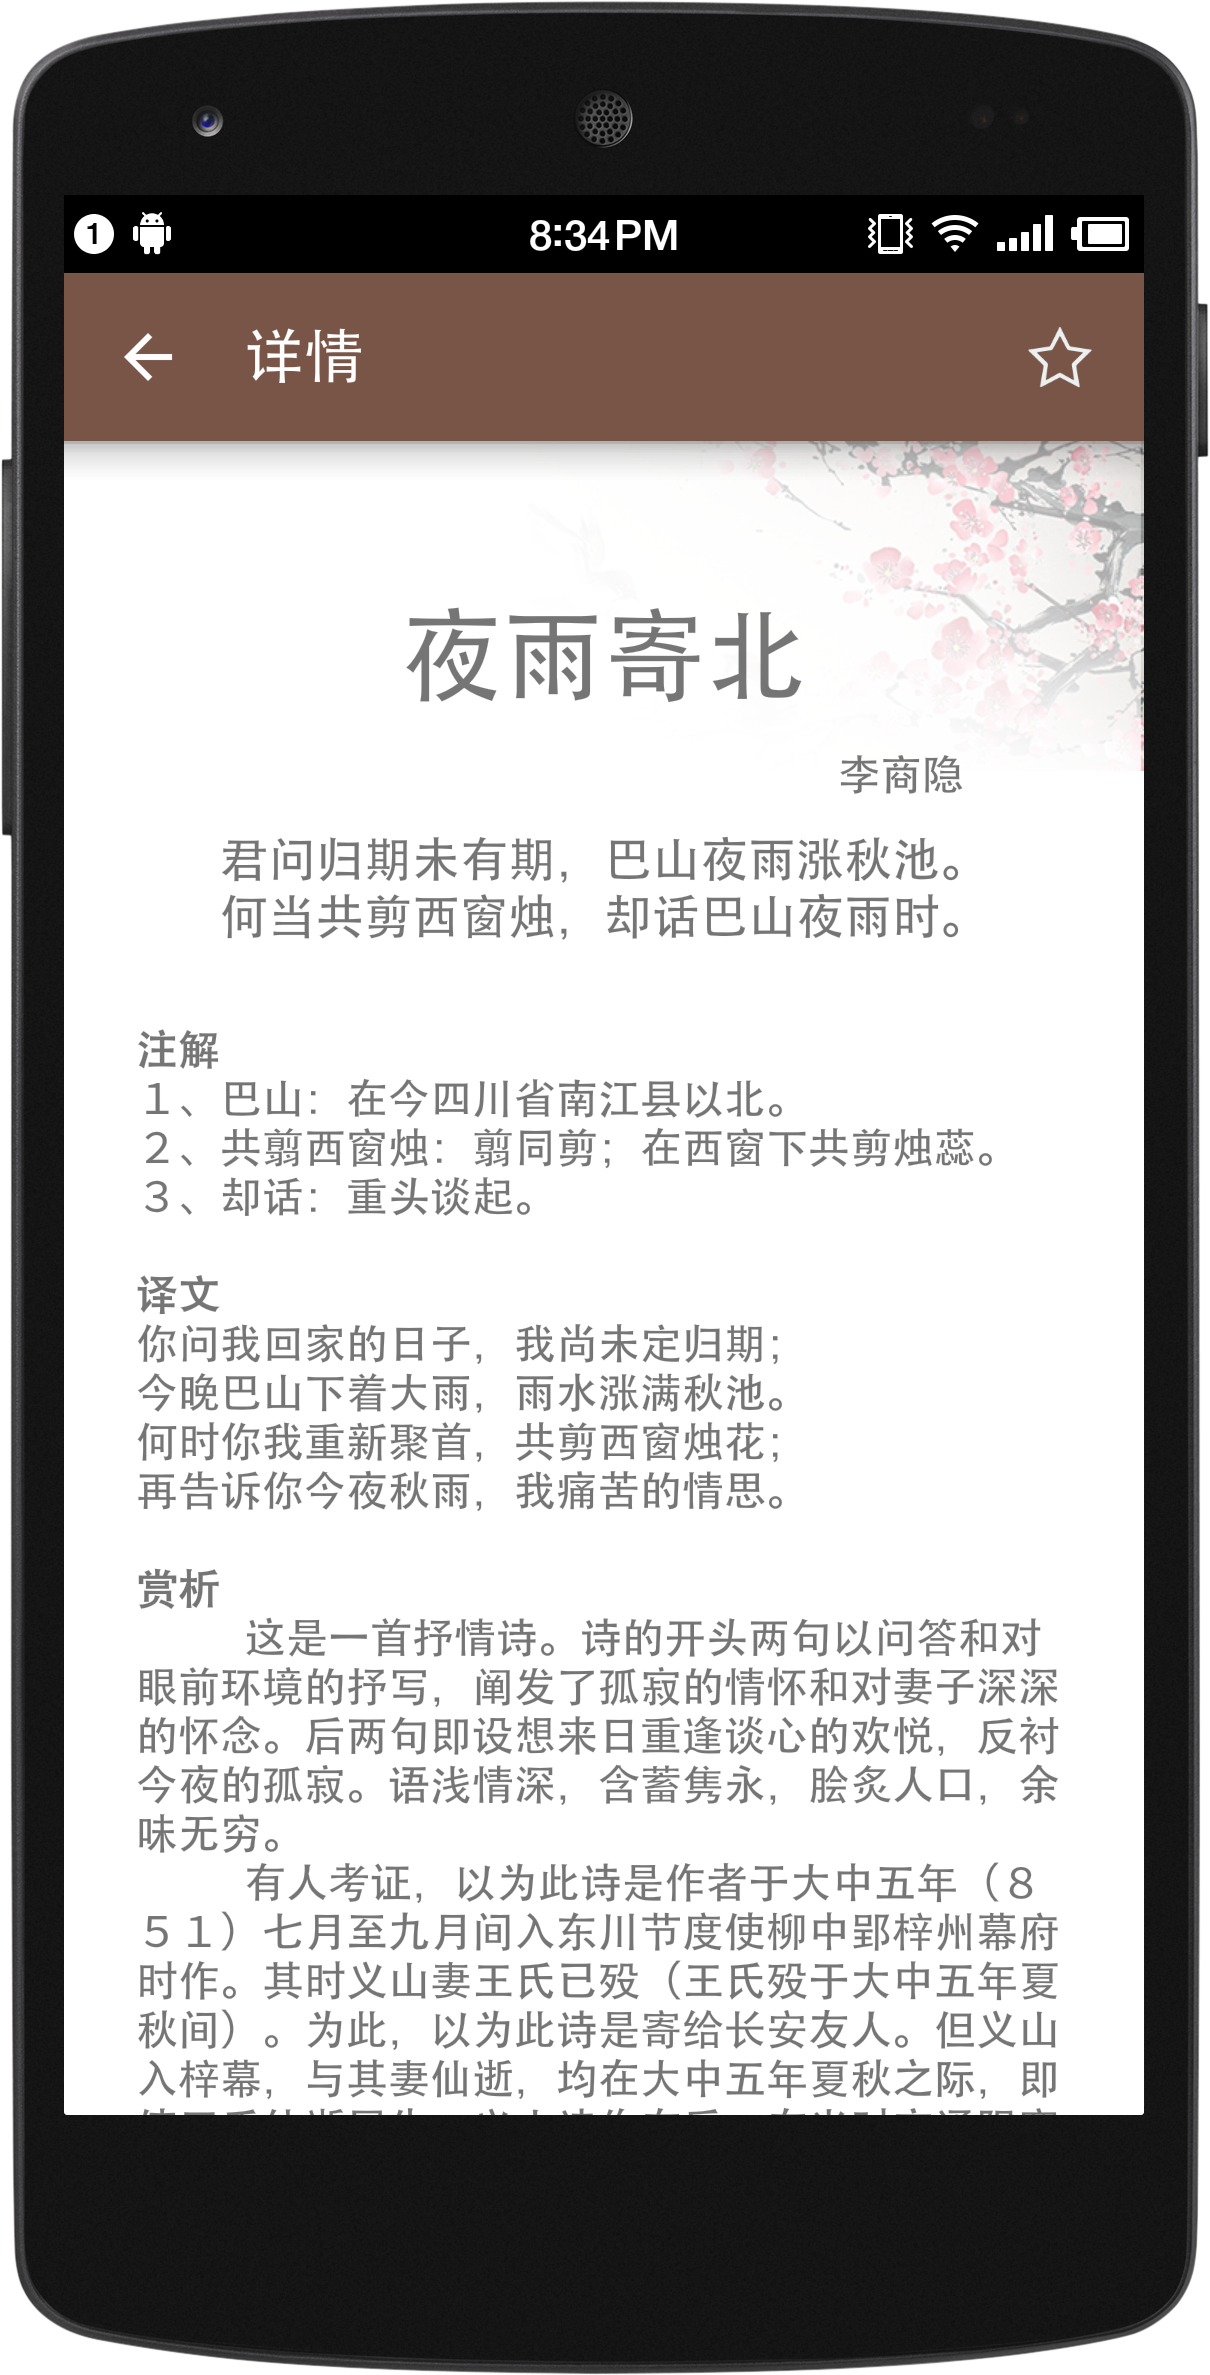 1
8:34 PM
详情
夜雨寄北
李商隐
君问归期未有期，巴山夜雨涨秋池。
何当共剪西窗烛，却话巴山夜雨时。
注解
１、巴山：在今四川省南江县以北。
２、共翦西窗烛：翦同剪；在西窗下共剪烛蕊。
３、却话：重头谈起。
译文
你问我回家的日子，我尚未定归期；
今晚巴山下着大雨，雨水涨满秋池。
何时你我重新聚首，共剪西窗烛花；
再告诉你今夜秋雨，我痛苦的情思。
赏析
这是一首抒情诗。诗的开头两句以问答和对
眼前环境的抒写，阐发了孤寂的情怀和对妻子深深
的怀念。后两句即设想来日重逢谈心的欢悦，反衬
今夜的孤寂。语浅情深，含蓄隽永，脍炙人口，余
味无穷。
有人考证，以为此诗是作者于大中五年（８
５１）七月至九月间入东川节度使柳中郢梓州幕府
时作。其时义山妻王氏已殁（王氏殁于大中五年夏
秋间）。为此，以为此诗是寄给长安友人。但义山
入梓幕，与其妻仙逝，均在大中五年夏秋之际，即